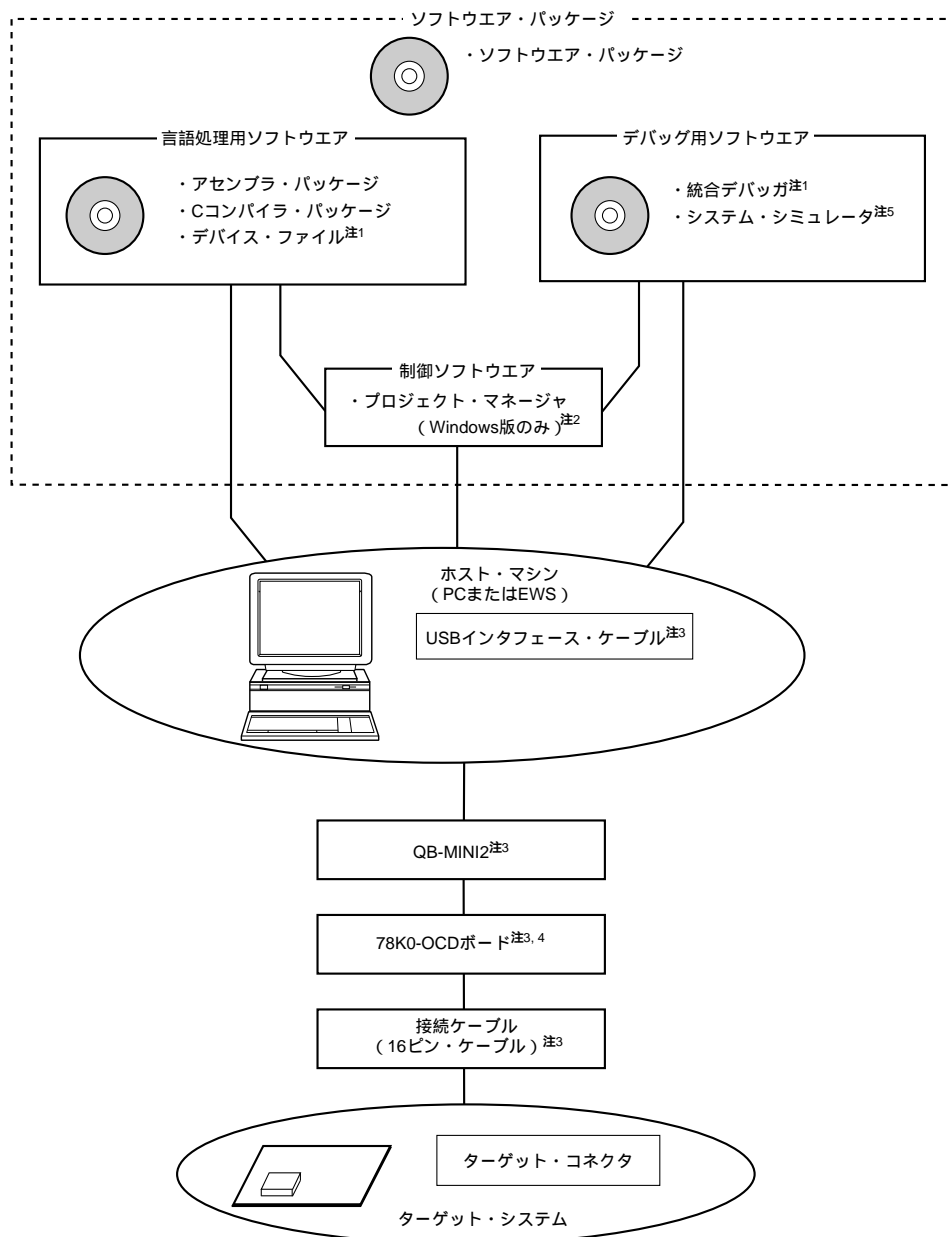 ソフトウエア・パッケージ
・ソフトウエア・パッケージ
言語処理用ソフトウエア
・アセンブラ・パッケージ
・Cコンパイラ・パッケージ
・デバイス・ファイル注1
デバッグ用ソフトウエア
・統合デバッガ注1
・システム・シミュレータ注5
制御ソフトウエア
・プロジェクト・マネージャ
（Windows版のみ）注2
ホスト・マシン
（PCまたはEWS）
USBインタフェース・ケーブル注3
QB-MINI2注3
78K0-OCDボード注3, 4
接続ケーブル
（16ピン・ケーブル）注3
ターゲット・コネクタ
ターゲット・システム